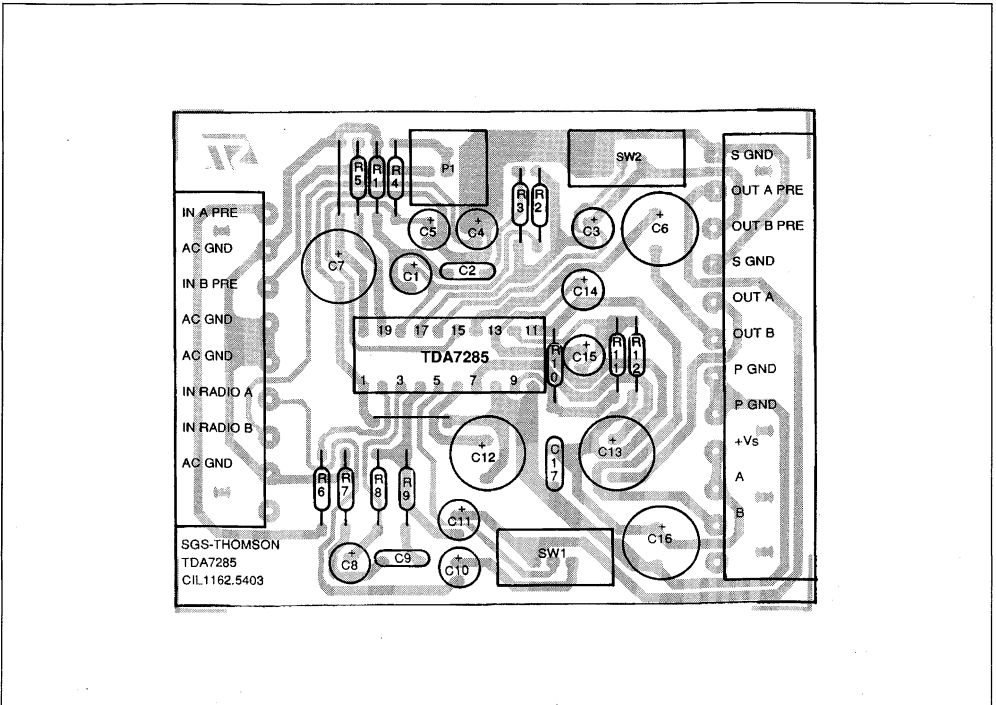 P1
SW2
S GND
OUT A PRE
OUT B PRE
S GND
OUT A
OUT B
P GND
P GND
+Vs
A
B
R5
R1
R4
R3
R2
IN A PRE
AC GND
IN B PRE
AC GND
AC GND
IN RADIO A
IN RADIO B
AC GND
+
C5
+
C4
+
C3
+
C6
+
C7
+
C1
C2
+
C14
19 17 15 13 11
TDA7285
1 3 5 7 9
R10
+
C15
R11
R12
+
C12
C17
+
C13
R6
R7
R8
R9
+
C11
+
C16
+
C8
C9
+
C10
SW1
SGS-THOMSON
TDA7285
CIL1162.5403